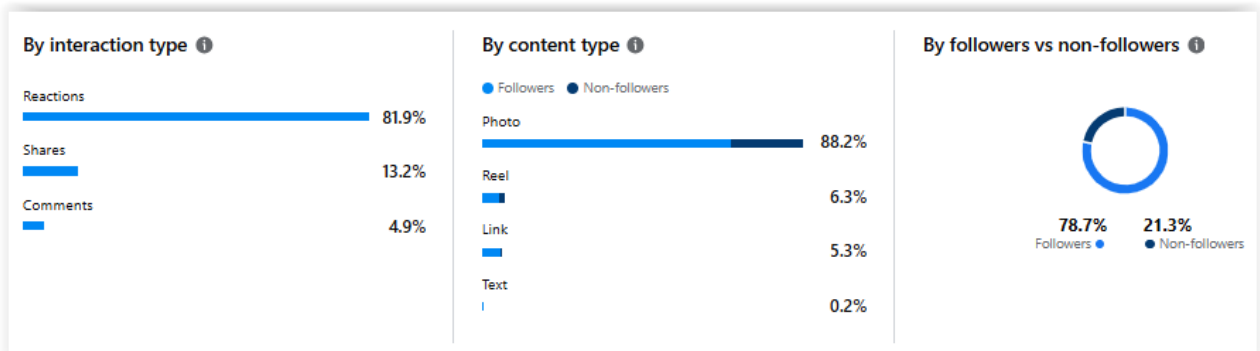 By interaction type
Reactions
81.9%
Shares
13.2%
Comments
4.9%
By content type
Followers Non-followers
Photo
88.2%
Reel
6.3%
Link
5.3%
Text
0.2%
By followers vs non-followers
78.7% 21.3%
Followers Non-followers